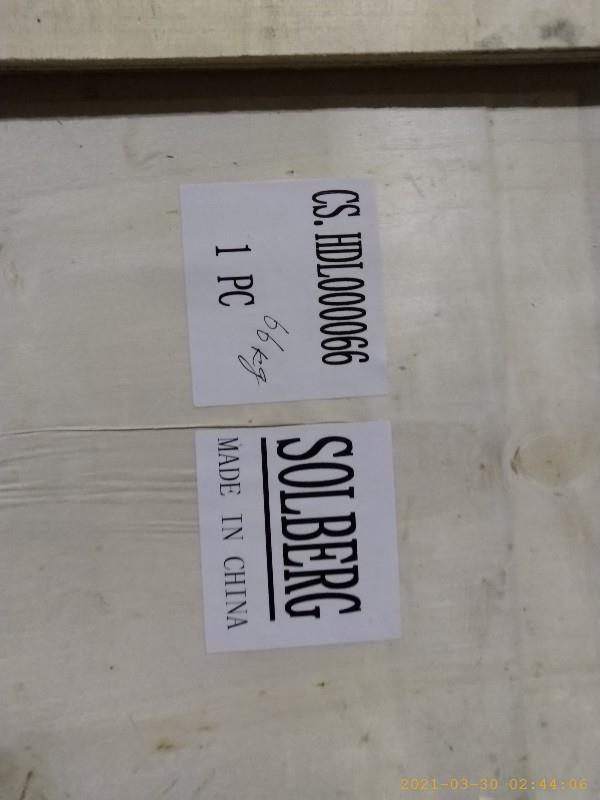 CS. HDL000066
1 PC
66kg
SOLBERG
MADE IN CHINA
2021-03-30 02:44:06